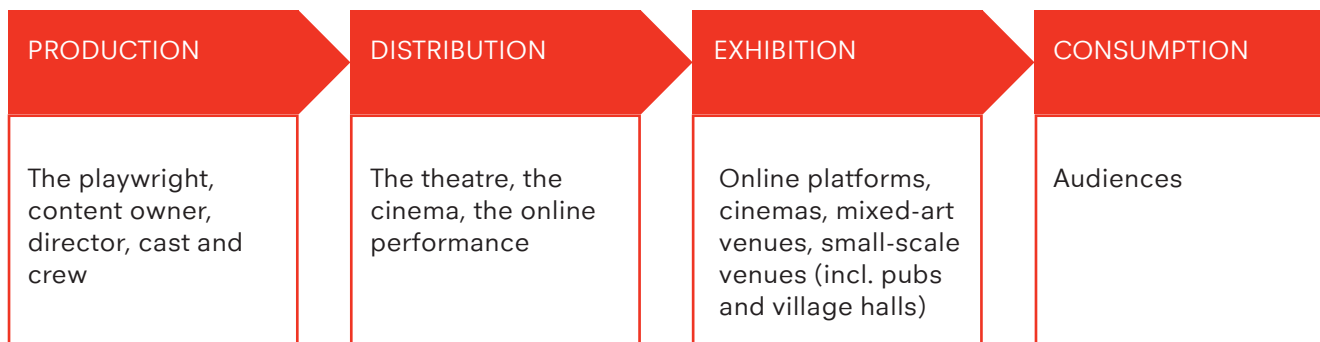 PRODUCTION
The playwright,
content owner,
director, cast and
crew
DISTRIBUTION
The theatre, the
cinema, the online
performance
EXHIBITION
Online platforms,
cinemas, mixed-art
venues, small-scale
venues (incl. pubs
and village halls)
CONSUMPTION
Audiences